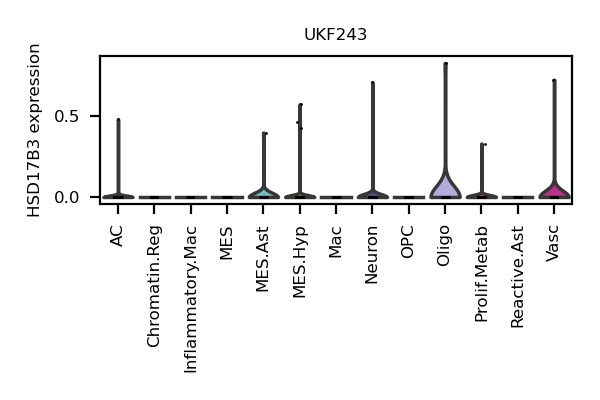 UKF243
HSD17B3 expression
0.5
0.0
AC
Chromatin.Reg
Inflammatory.Mac
MES
MES.Ast
MES.Hyp
Mac
Neuron
OPC
Oligo
Prolif.Metab
Reactive.Ast
Vasc